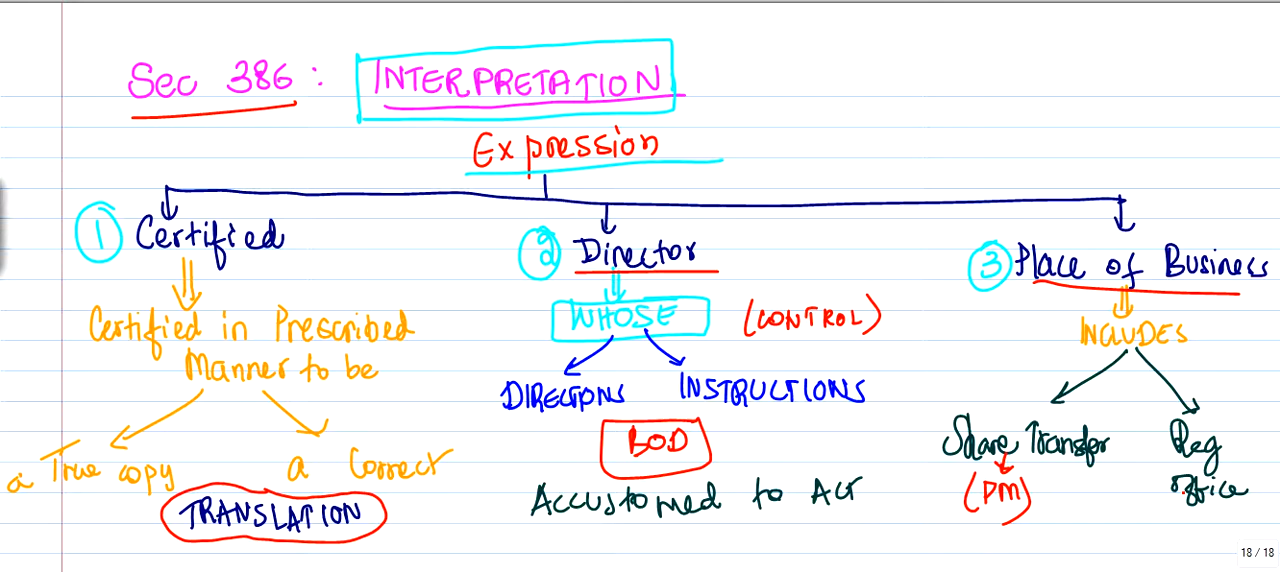 Sec 386 : INTERPRETATION
Expression
1 Certified
Certified in Prescribed
Manner to be
a True copy
a Correct
TRANSLATION
2 Director
WHOSE (CONTROL)
DIRECTIONS INSTRUCTIONS
BOD
Accustomed to Act
3 Place of Business
INCLUDES
Share Transfer
(PM)
Reg
office
18 / 18